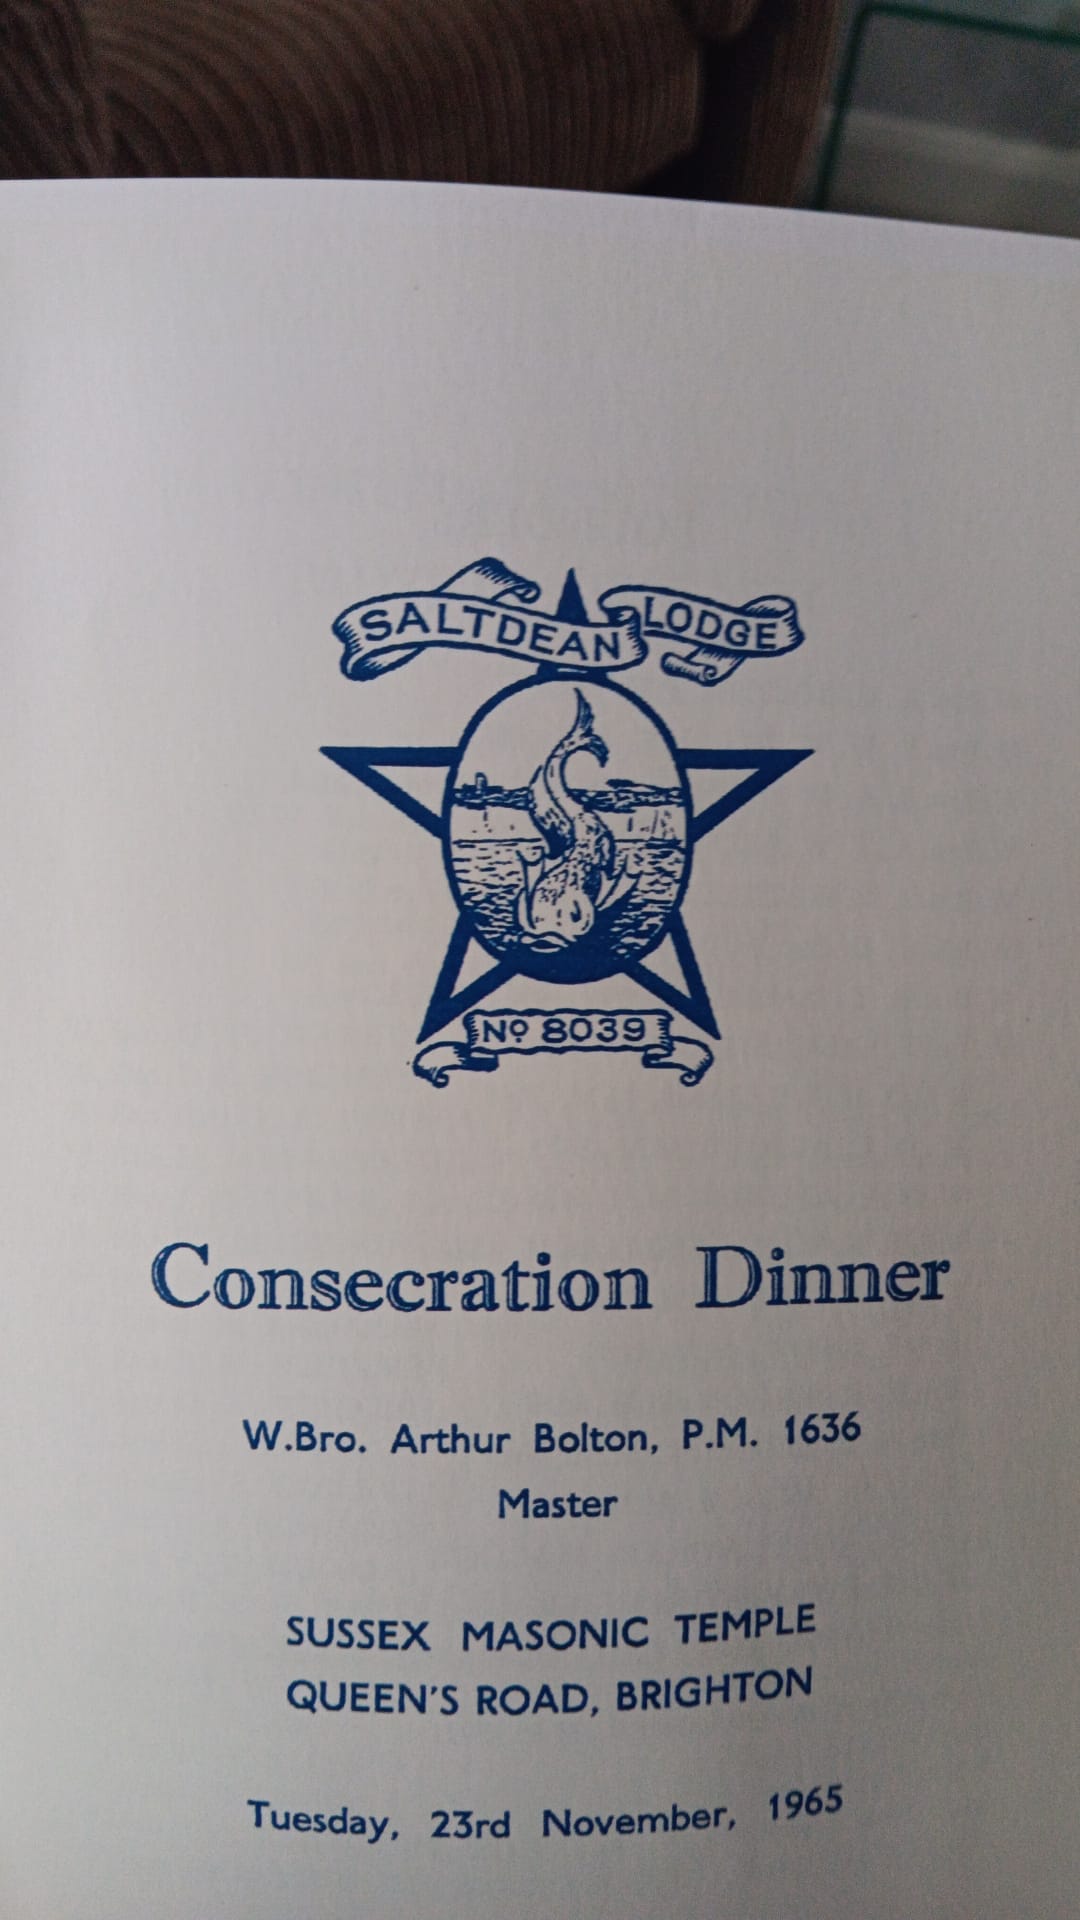 SALTDEAN LODGE
Nº 8039
Consecration Dinner
W.Bro. Arthur Bolton, P.M. 1636
Master
SUSSEX MASONIC TEMPLE
QUEEN'S ROAD, BRIGHTON
Tuesday, 23rd November, 1965